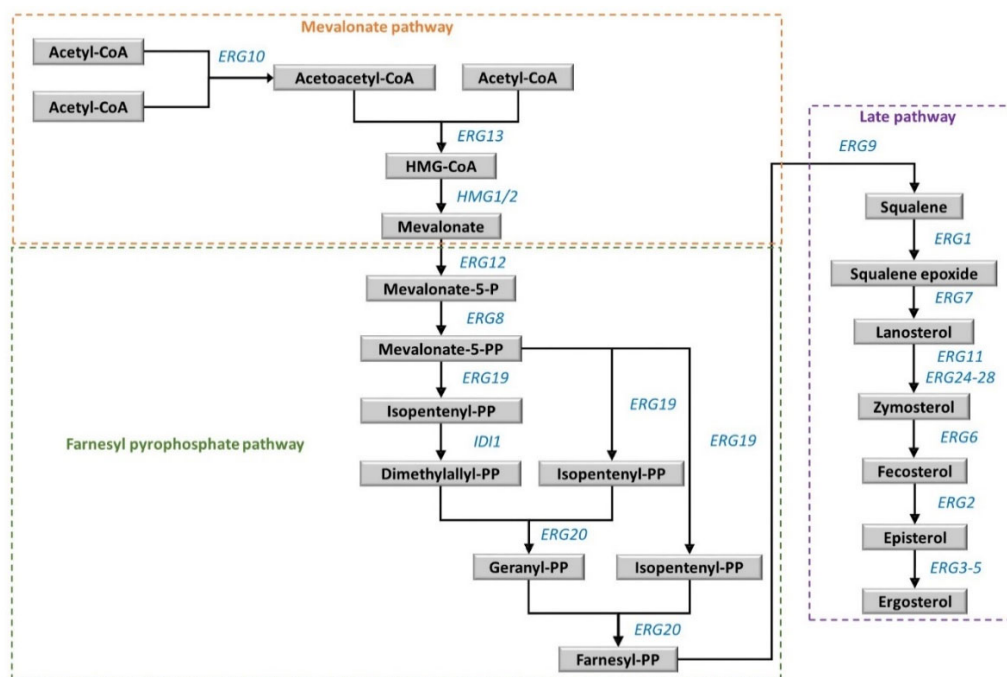 Mevalonate pathway
Acetyl-CoA
ERG10
Acetoacetyl-CoA
Acetyl-CoA
Acetyl-CoA
ERG13
HMG-CoA
HMG1/2
Mevalonate
Farnesyl pyrophosphate pathway
ERG12
Mevalonate-5-P
ERG8
Mevalonate-5-PP
ERG19
ERG19
ERG19
Isopentenyl-PP
IDI1
Dimethylallyl-PP
Isopentenyl-PP
ERG20
Geranyl-PP
Isopentenyl-PP
ERG20
Farnesyl-PP
Late pathway
ERG9
Squalene
ERG1
Squalene epoxide
ERG7
Lanosterol
ERG11
ERG24-28
Zymosterol
ERG6
Fecosterol
ERG2
Episterol
ERG3-5
Ergosterol